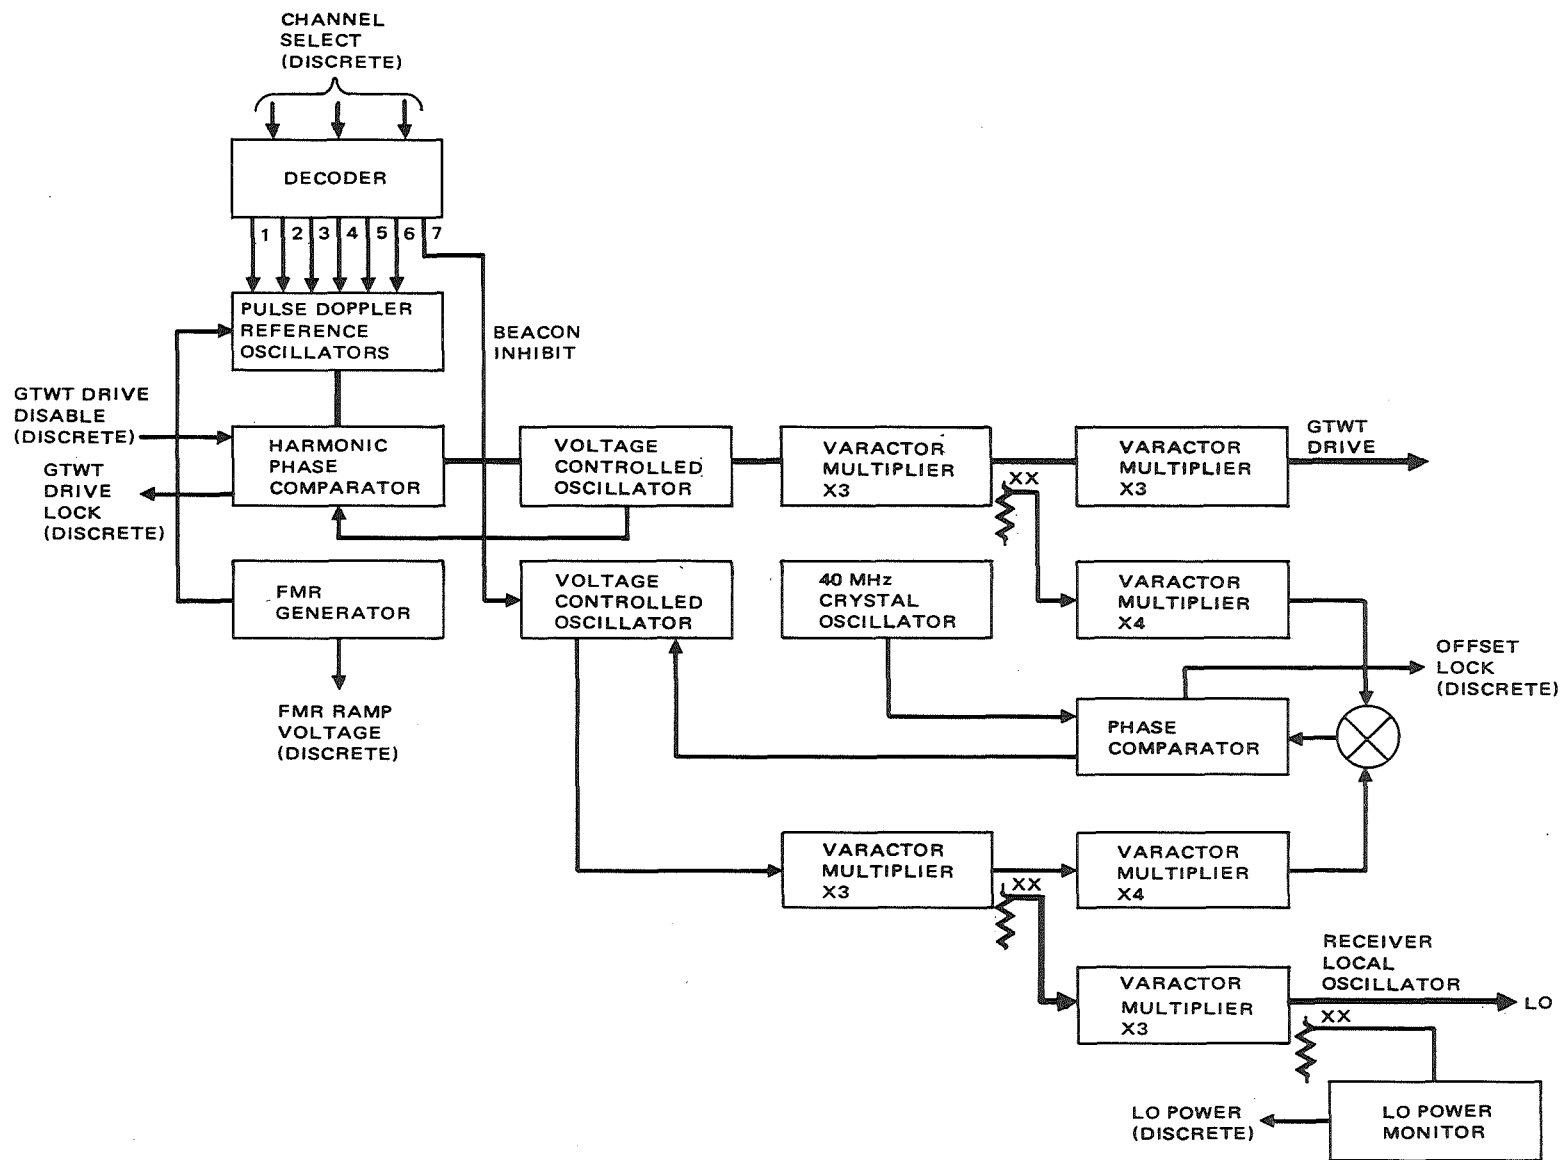 CHANNEL
SELECT
(DISCRETE)
DECODER
1 2 3 4 5 6 7
PULSE DOPPLER
REFERENCE
OSCILLATORS
BEACON
INHIBIT
GTWT DRIVE
DISABLE
(DISCRETE)
GTWT
DRIVE
LOCK
(DISCRETE)
HARMONIC
PHASE
COMPARATOR
VOLTAGE
CONTROLLED
OSCILLATOR
VARACTOR
MULTIPLIER
X3
XX
VARACTOR
MULTIPLIER
X3
GTWT
DRIVE
FMR
GENERATOR
VOLTAGE
CONTROLLED
OSCILLATOR
40 MHz
CRYSTAL
OSCILLATOR
VARACTOR
MULTIPLIER
X4
OFFSET
LOCK
(DISCRETE)
FMR RAMP
VOLTAGE
(DISCRETE)
PHASE
COMPARATOR
VARACTOR
MULTIPLIER
X3
XX
VARACTOR
MULTIPLIER
X4
VARACTOR
MULTIPLIER
X3
RECEIVER
LOCAL
OSCILLATOR
LO
XX
LO POWER
(DISCRETE)
LO POWER
MONITOR